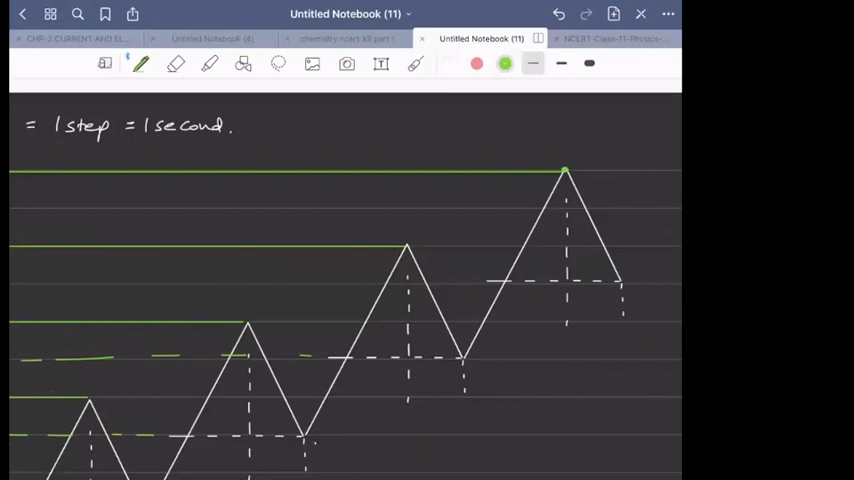 Untitled Notebook (11)
CHP-2 CURRENT AND EL...
Untitled Notebook (4)
chemistry ncert XII part 1
Untitled Notebook (11)
NCERT-Class-11-Physics-...
= 1 step = 1 second.